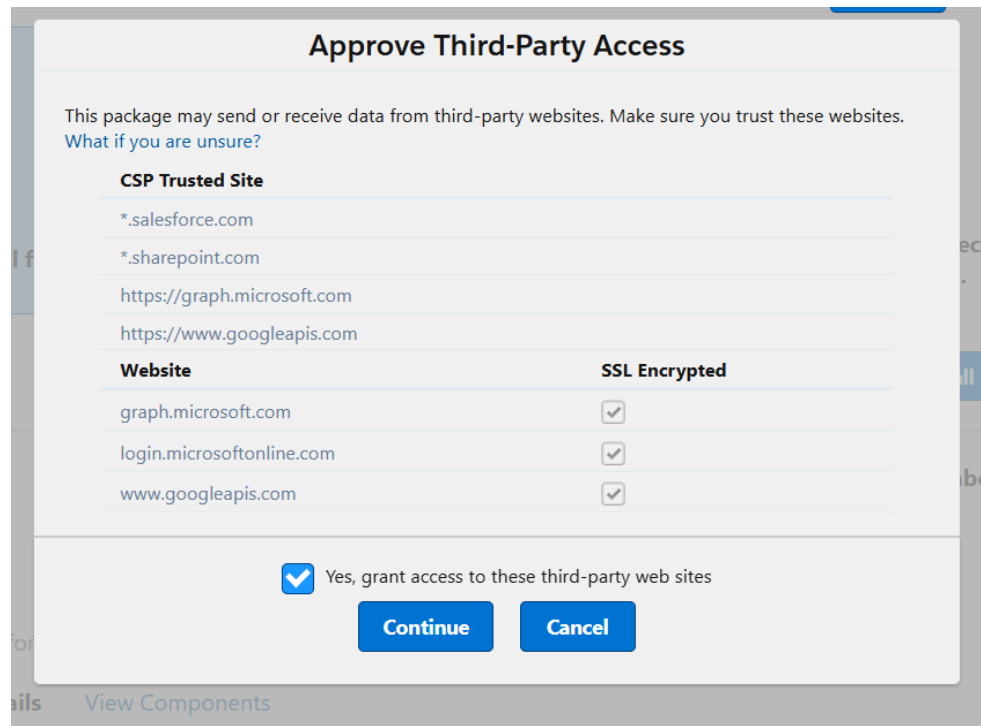 Approve Third-Party Access
This package may send or receive data from third-party websites. Make sure you trust these websites.
What if you are unsure?
CSP Trusted Site
*.salesforce.com
*.sharepoint.com
https://graph.microsoft.com
https://www.googleapis.com
Website SSL Encrypted
graph.microsoft.com
login.microsoftonline.com
www.googleapis.com
Yes, grant access to these third-party web sites
Continue Cancel
View Components